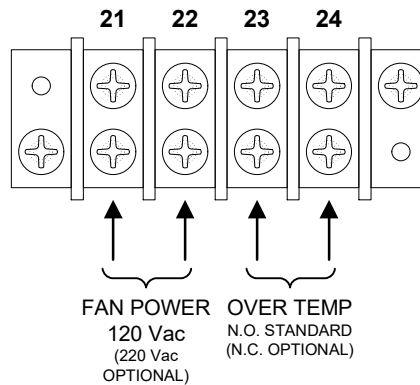 21 22 23 24
FAN POWER OVER TEMP
120 Vac N.O. STANDARD
(220 Vac (N.C. OPTIONAL)
OPTIONAL)